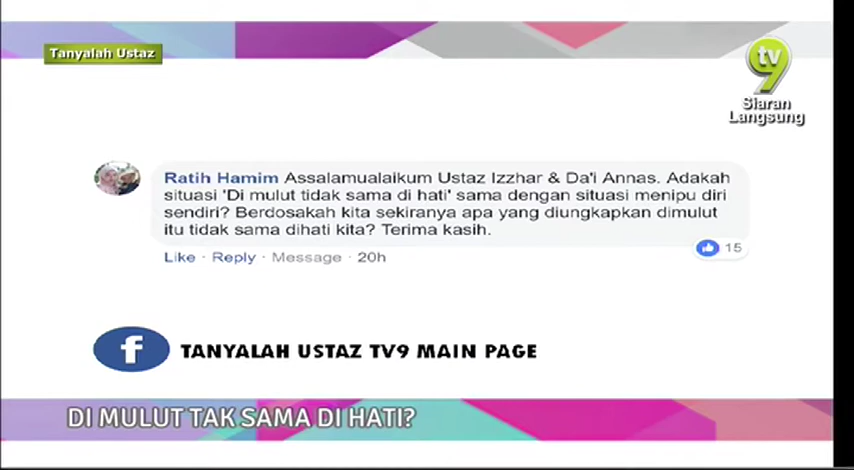 Tanyalah Ustaz
tv
9
Siaran
Langsung
Ratih Hamim Assalamualaikum Ustaz Izzhar & Da'i Annas. Adakah
situasi 'Di mulut tidak sama di hati' sama dengan situasi menipu diri
sendiri? Berdosakah kita sekiranya apa yang diungkapkan dimulut
itu tidak sama dihati kita? Terima kasih.
15
Like · Reply · Message · 20h
f TANYALAH USTAZ TV9 MAIN PAGE
DI MULUT TAK SAMA DI HATI?